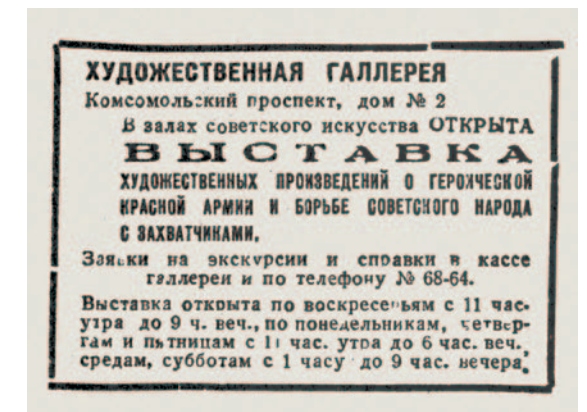 ХУДОЖЕСТВЕННАЯ ГАЛЛЕРЕЯ
Комсомольский проспект, дом № 2
В залах советского искусства ОТКРЫТА
ВЫСТАВКА
ХУДОЖЕСТВЕННЫХ ПРОИЗВЕДЕНИЙ О ГЕРОИЧЕСКОЙ
КРАСНОЙ АРМИИ И БОРЬБЕ СОВЕТСКОГО НАРОДА
С ЗАХВАТЧИКАМИ.
Заявки на экскурсии и справки в кассе
галлереи и по телефону № 68-64.
Выставка открыта по воскресеньям с 11 час.
утра до 9 ч. веч., по понедельникам, четвер-
гам и пятницам с 11 час. утра до 6 час. веч.,
средам, субботам с 1 часу до 9 час. вечера.